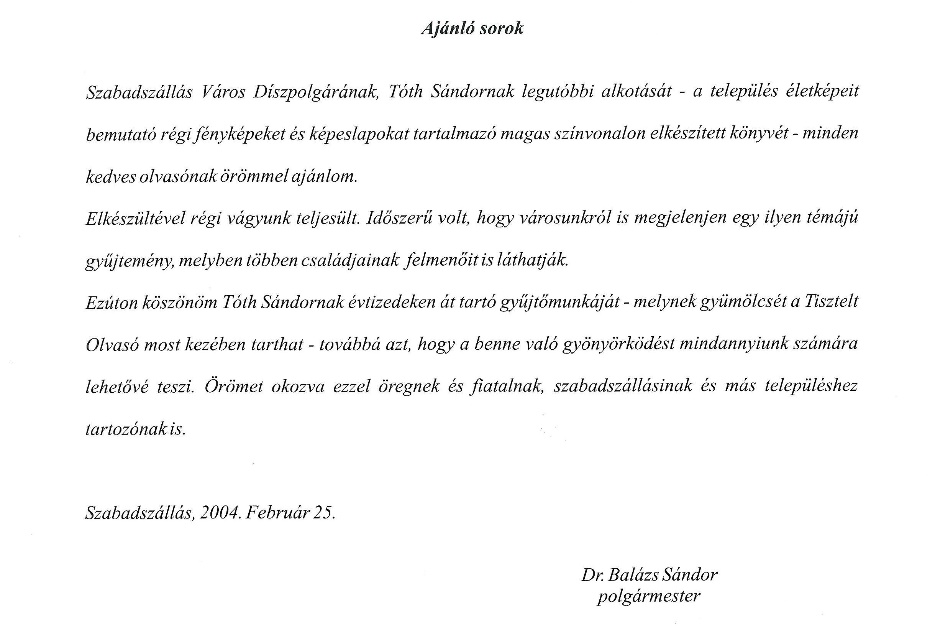 Ajánló sorok
Szabadszállás Város Díszpolgárának, Tóth Sándornak legutóbbi alkotását - a település életképeit
bemutató régi fényképeket és képeslapokat tartalmazó magas színvonalon elkészített könyvét - minden
kedves olvasónak örömmel ajánlom.
Elkészültével régi vágyunk teljesült. Időszerű volt, hogy városunkról is megjelenjen egy ilyen témájú
gyűjtemény, melyben többen családjainak felmenőit is láthatják.
Ezúton köszönöm Tóth Sándornak évtizedeken át tartó gyűjtőmunkáját - melynek gyümölcsét a Tisztelt
Olvasó most kezében tarthat - továbbá azt, hogy a benne való gyönyörködést mindannyiunk számára
lehetővé teszi. Örömet okozva ezzel öregnek és fiatalnak, szabadszállásinak és más településhez
tartozónak is.
Szabadszállás, 2004. Február 25.
Dr. Balázs Sándor
polgármester